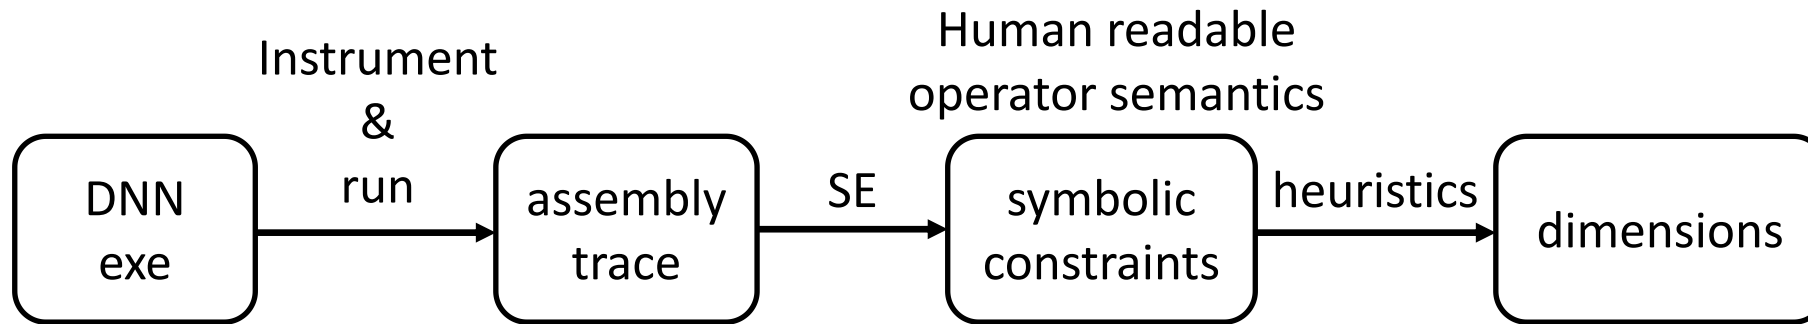 DNN
exe
Instrument
&
run
assembly
trace
SE
Human readable
operator semantics
symbolic
constraints
heuristics
dimensions